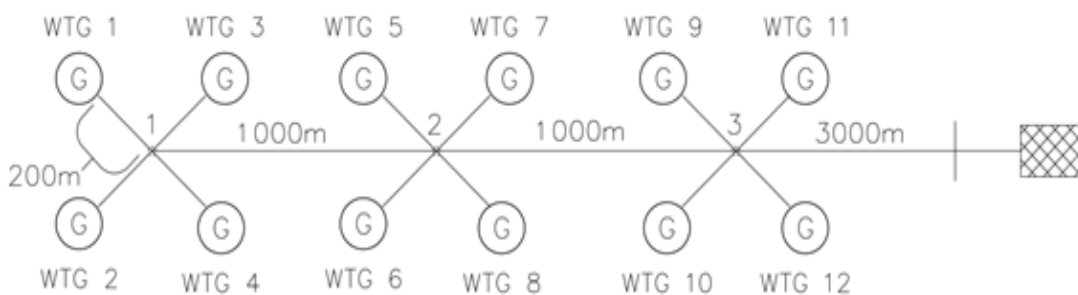 WTG 1 WTG 3 WTG 5 WTG 7 WTG 9 WTG 11
G G G G G G
1 2 3
1000m 1000m 3000m
200m
G G G G G G
WTG 2 WTG 4 WTG 6 WTG 8 WTG 10 WTG 12